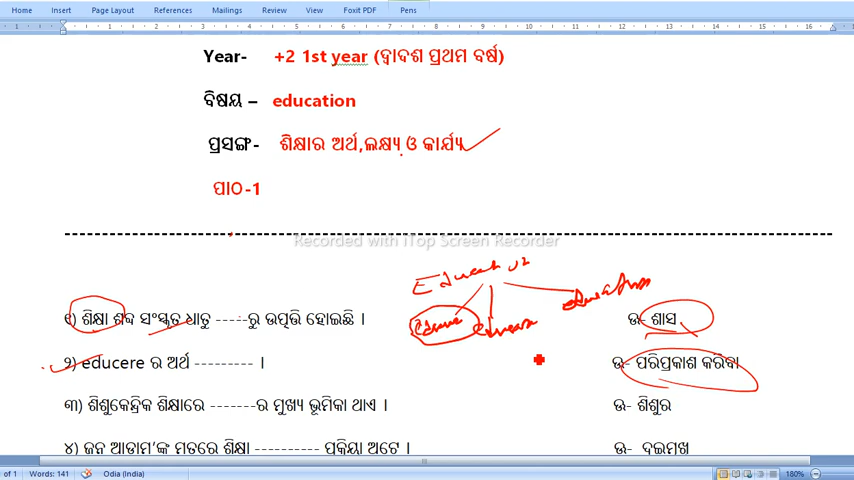 Home Insert Page Layout References Mailings Review View Foxit PDF Pens
Year- +2 1st year (ଦ୍ୱାଦଶ ପ୍ରଥମ ବର୍ଷ)
ବିଷୟ – education
ପ୍ରସଙ୍ଗ- ଶିକ୍ଷାର ଅର୍ଥ,ଲକ୍ଷ୍ୟ ଓ କାର୍ଯ୍ୟ
ପାଠ-1
Recorded with iTop Screen Recorder
୧) ଶିକ୍ଷା ଶବ୍ଦ ସଂସ୍କୃତ ଧାତୁ -----ରୁ ଉତ୍ପତ୍ତି ହୋଇଛି । ଉ- ଶାସ
୨) educere ର ଅର୍ଥ --------- । ଉ- ପରିପ୍ରକାଶ କରିବା
୩) ଶିଶୁକେନ୍ଦ୍ରିକ ଶିକ୍ଷାରେ -------ର ମୁଖ୍ୟ ଭୂମିକା ଥାଏ । ଉ- ଶିଶୁର
୪) ଜନ୍ ଆଡାମ'ଙ୍କ ମତରେ ଶିକ୍ଷା ---------- ପ୍ରକ୍ରିୟା ଅଟେ । ଉ- ଦ୍ୱିମୁଖୀ
of 1 Words: 141 Odia (India) 180%